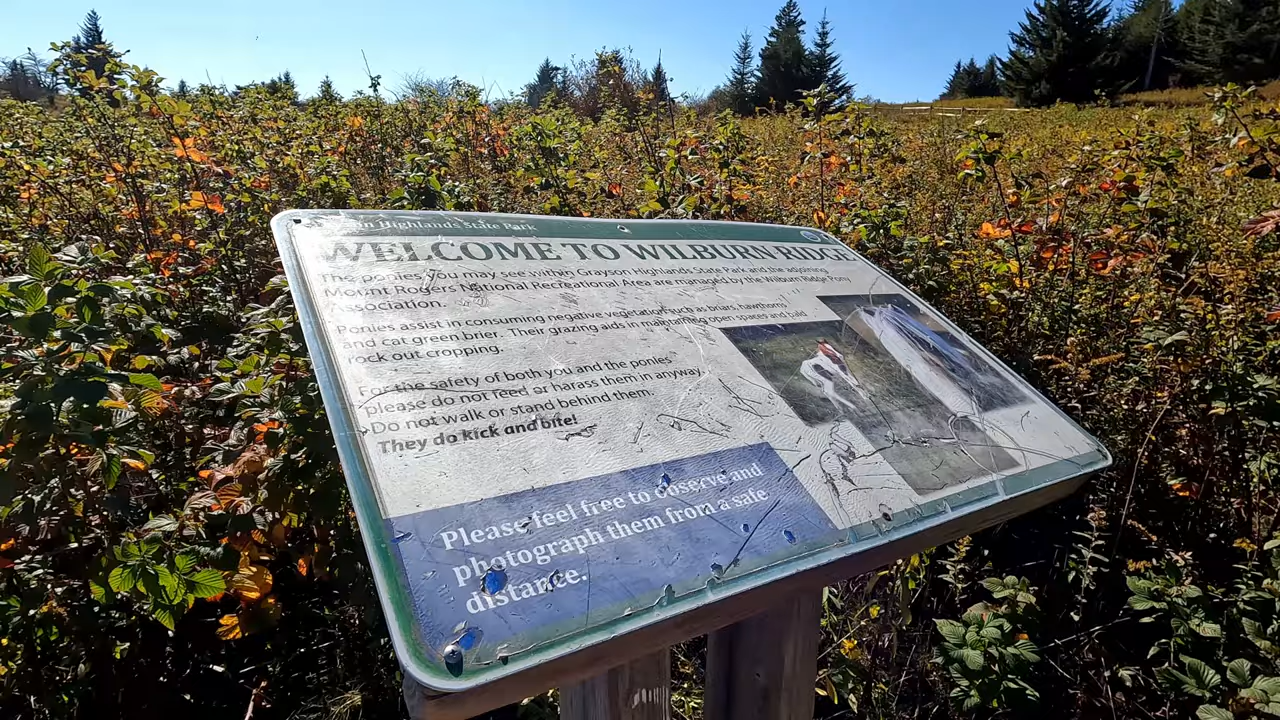 n Highlands State Park
WELCOME TO WILBURN RIDGE
The ponies you may see within Grayson Highlands State Park and the adjoining
Mount Rogers National Recreational Area are managed by the Wilburn Ridge Pony
Association.
Ponies assist in consuming negative vegetation such as briars, hawthorn,
and cat green brier. Their grazing aids in maintaining open spaces and bald
rock out cropping.
For the safety of both you and the ponies
please do not feed or harass them in anyway.
Do not walk or stand behind them.
They do kick and bite!
Please feel free to observe and
photograph them from a safe
distance.